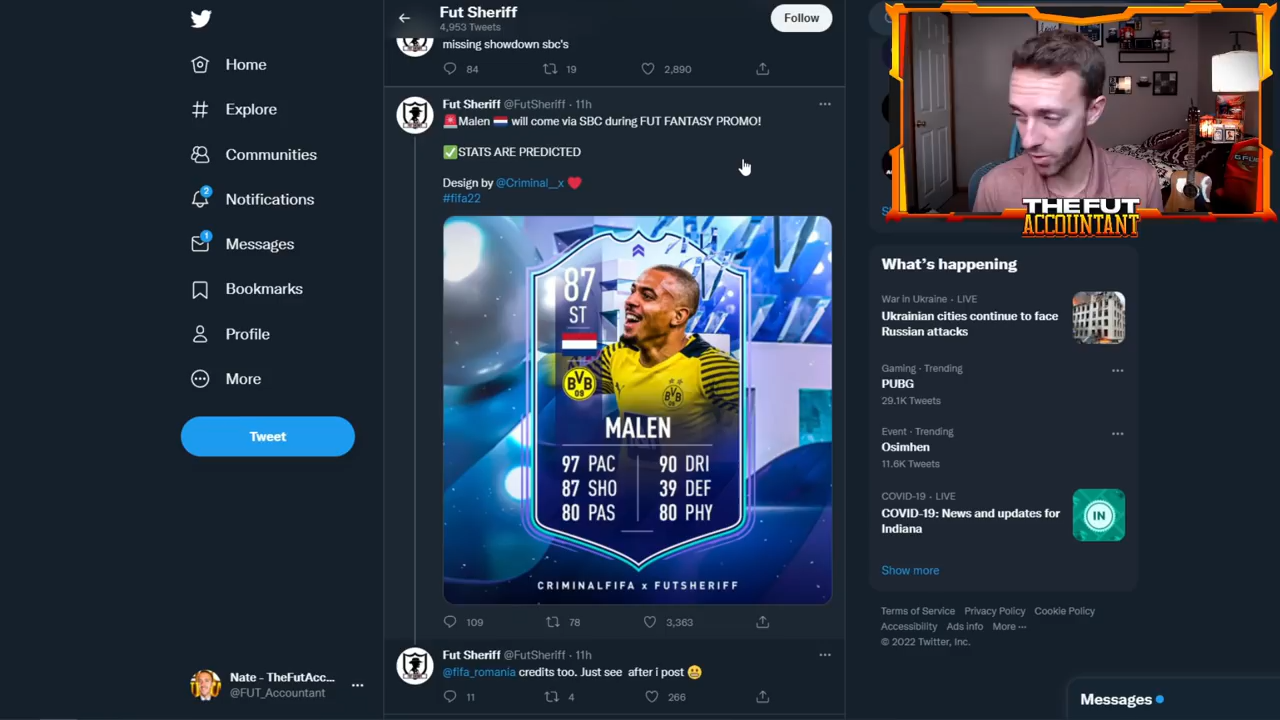 Home
Explore
Communities
2
Notifications
1
Messages
Bookmarks
Profile
More
Tweet
Nate - TheFutAcc...
@FUT_Accountant
Fut Sheriff
4,953 Tweets
Follow
missing showdown sbc's
84
19
2,890
Fut Sheriff @FutSheriff · 11h
🚨Malen 🇳🇱 will come via SBC during FUT FANTASY PROMO!
✅STATS ARE PREDICTED
Design by @Criminal__x ❤️
#fifa22
87
ST
BVB
09
MALEN
97 PAC 90 DRI
87 SHO 39 DEF
80 PAS 80 PHY
CRIMINALFIFA x FUTSHERIFF
109
78
3,363
Fut Sheriff @FutSheriff · 11h
@fifa_romania credits too. Just see after i post 😬
11
4
266
THE FUT
ACCOUNTANT
What's happening
War in Ukraine · LIVE
Ukrainian cities continue to face
Russian attacks
Gaming · Trending
PUBG
29.1K Tweets
Event · Trending
Osimhen
11.6K Tweets
COVID-19 · LIVE
COVID-19: News and updates for
Indiana
IN
Show more
Terms of Service Privacy Policy Cookie Policy
Accessibility Ads info More ···
© 2022 Twitter, Inc.
Messages